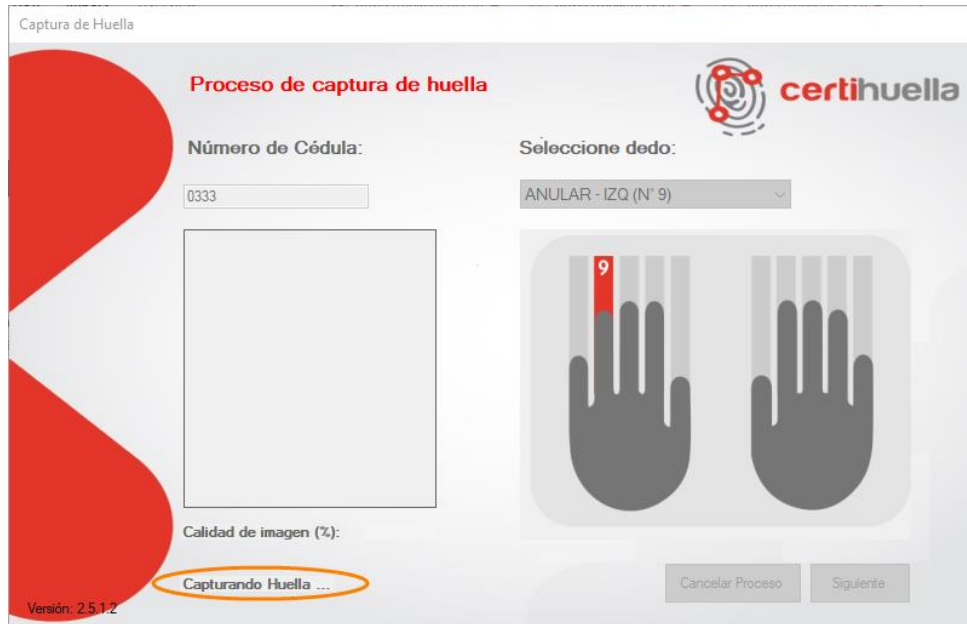 Captura de Huella
Proceso de captura de huella
certihuella
Número de Cédula:
Seleccione dedo:
0333
ANULAR - IZQ (N° 9)
9
Calidad de imagen (%):
Capturando Huella ...
Cancelar Proceso
Siguiente
Versión: 2.5.1.2